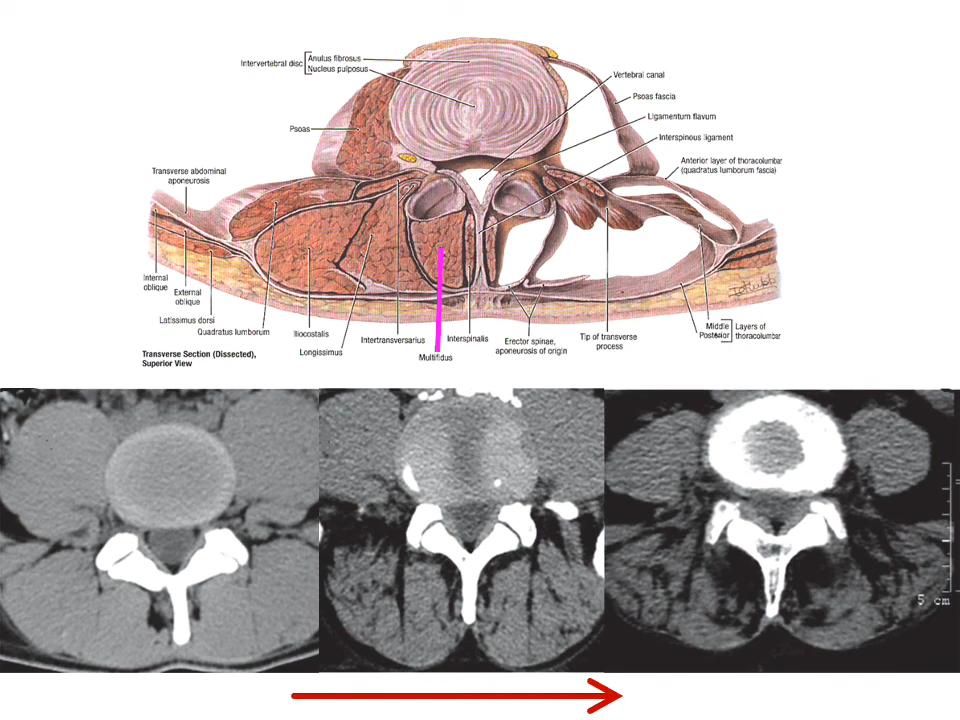 Intervertebral disc
Anulus fibrosus
Nucleus pulposus
Vertebral canal
Psoas fascia
Ligamentum flavum
Psoas
Interspinous ligament
Anterior layer of thoracolumbar
(quadratus lumborum fascia)
Transverse abdominal
aponeurosis
Internal
oblique
External
oblique
Latissimus dorsi
Quadratus lumborum
Iliocostalis
Longissimus
Intertransversarius
Multifidus
Interspinalis
Erector spinae,
aponeurosis of origin
Tip of transverse
process
Middle
Posterior
Layers of
thoracolumbar
Transverse Section (Dissected),
Superior View
5 cm